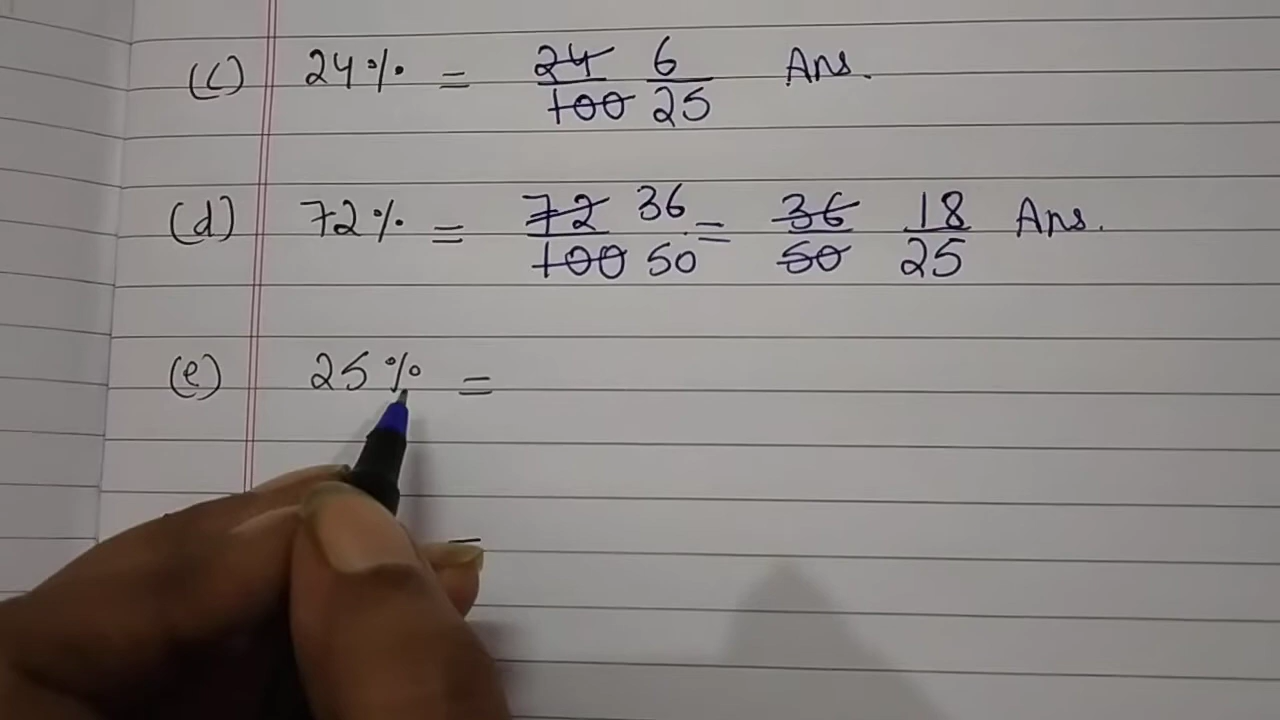 (c) 24% = 24/100 6/25 Ans.
(d) 72% = 72/100 36/50 = 36/50 18/25 Ans.
(e) 25% =